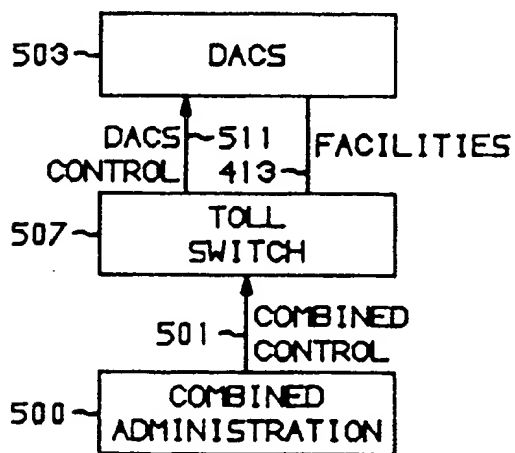 503
DACS
DACS
CONTROL
511
413
FACILITIES
507
TOLL
SWITCH
501
COMBINED
CONTROL
500
COMBINED
ADMINISTRATION